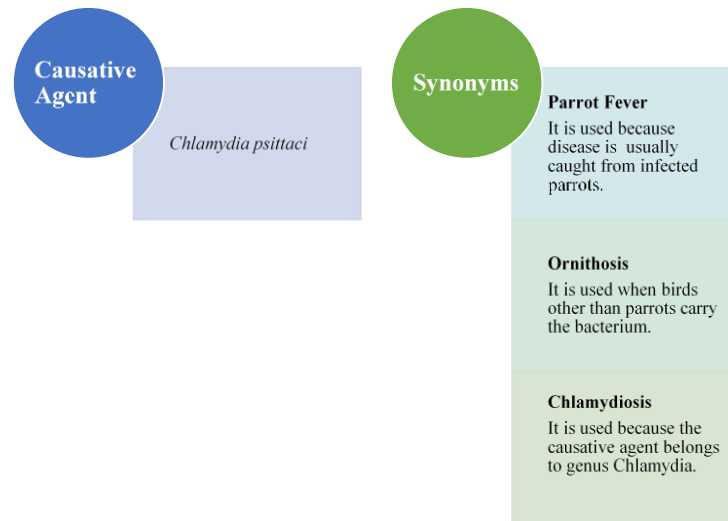 Causative
Agent
Chlamydia psittaci
Synonyms
Parrot Fever
It is used because
disease is usually
caught from infected
parrots.
Ornithosis
It is used when birds
other than parrots carry
the bacterium.
Chlamydiosis
It is used because the
causative agent belongs
to genus Chlamydia.